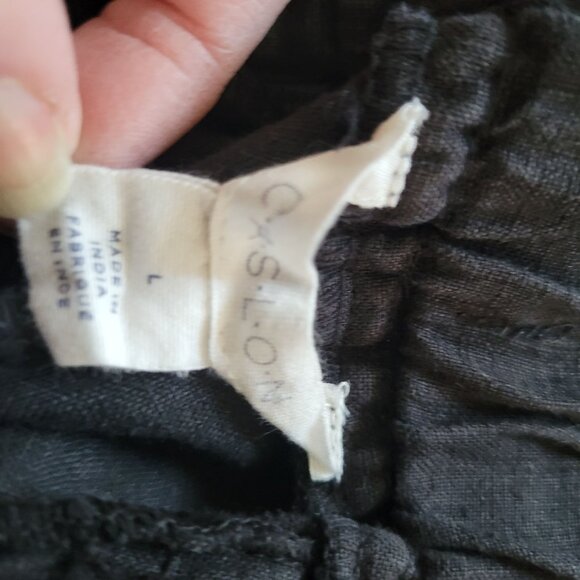 C•A•S•L•O•N
L
MADE IN
INDIA
FABRIQUE
EN INDE